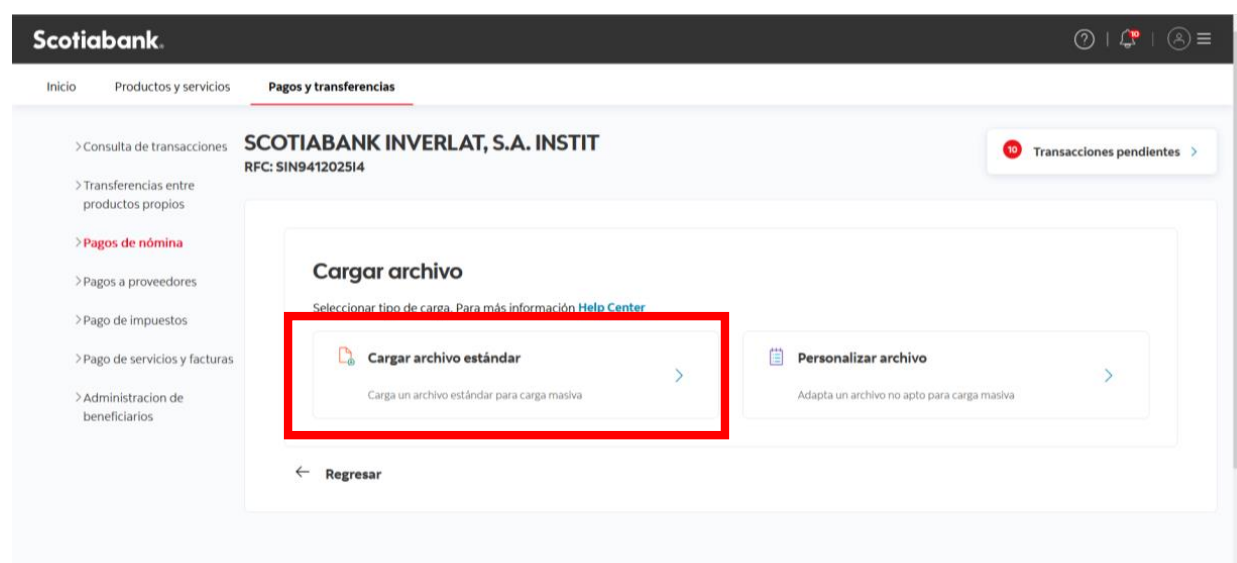 Scotiabank.
10
Inicio Productos y servicios Pagos y transferencias
>Consulta de transacciones
>Transferencias entre
productos propios
>Pagos de nómina
>Pagos a proveedores
>Pago de impuestos
>Pago de servicios y facturas
>Administracion de
beneficiarios
SCOTIABANK INVERLAT, S.A. INSTIT
RFC: SIN9412025I4
10 Transacciones pendientes >
Cargar archivo
Seleccionar tipo de carga. Para más información Help Center
Cargar archivo estándar
Carga un archivo estándar para carga masiva
Personalizar archivo
Adapta un archivo no apto para carga masiva
← Regresar